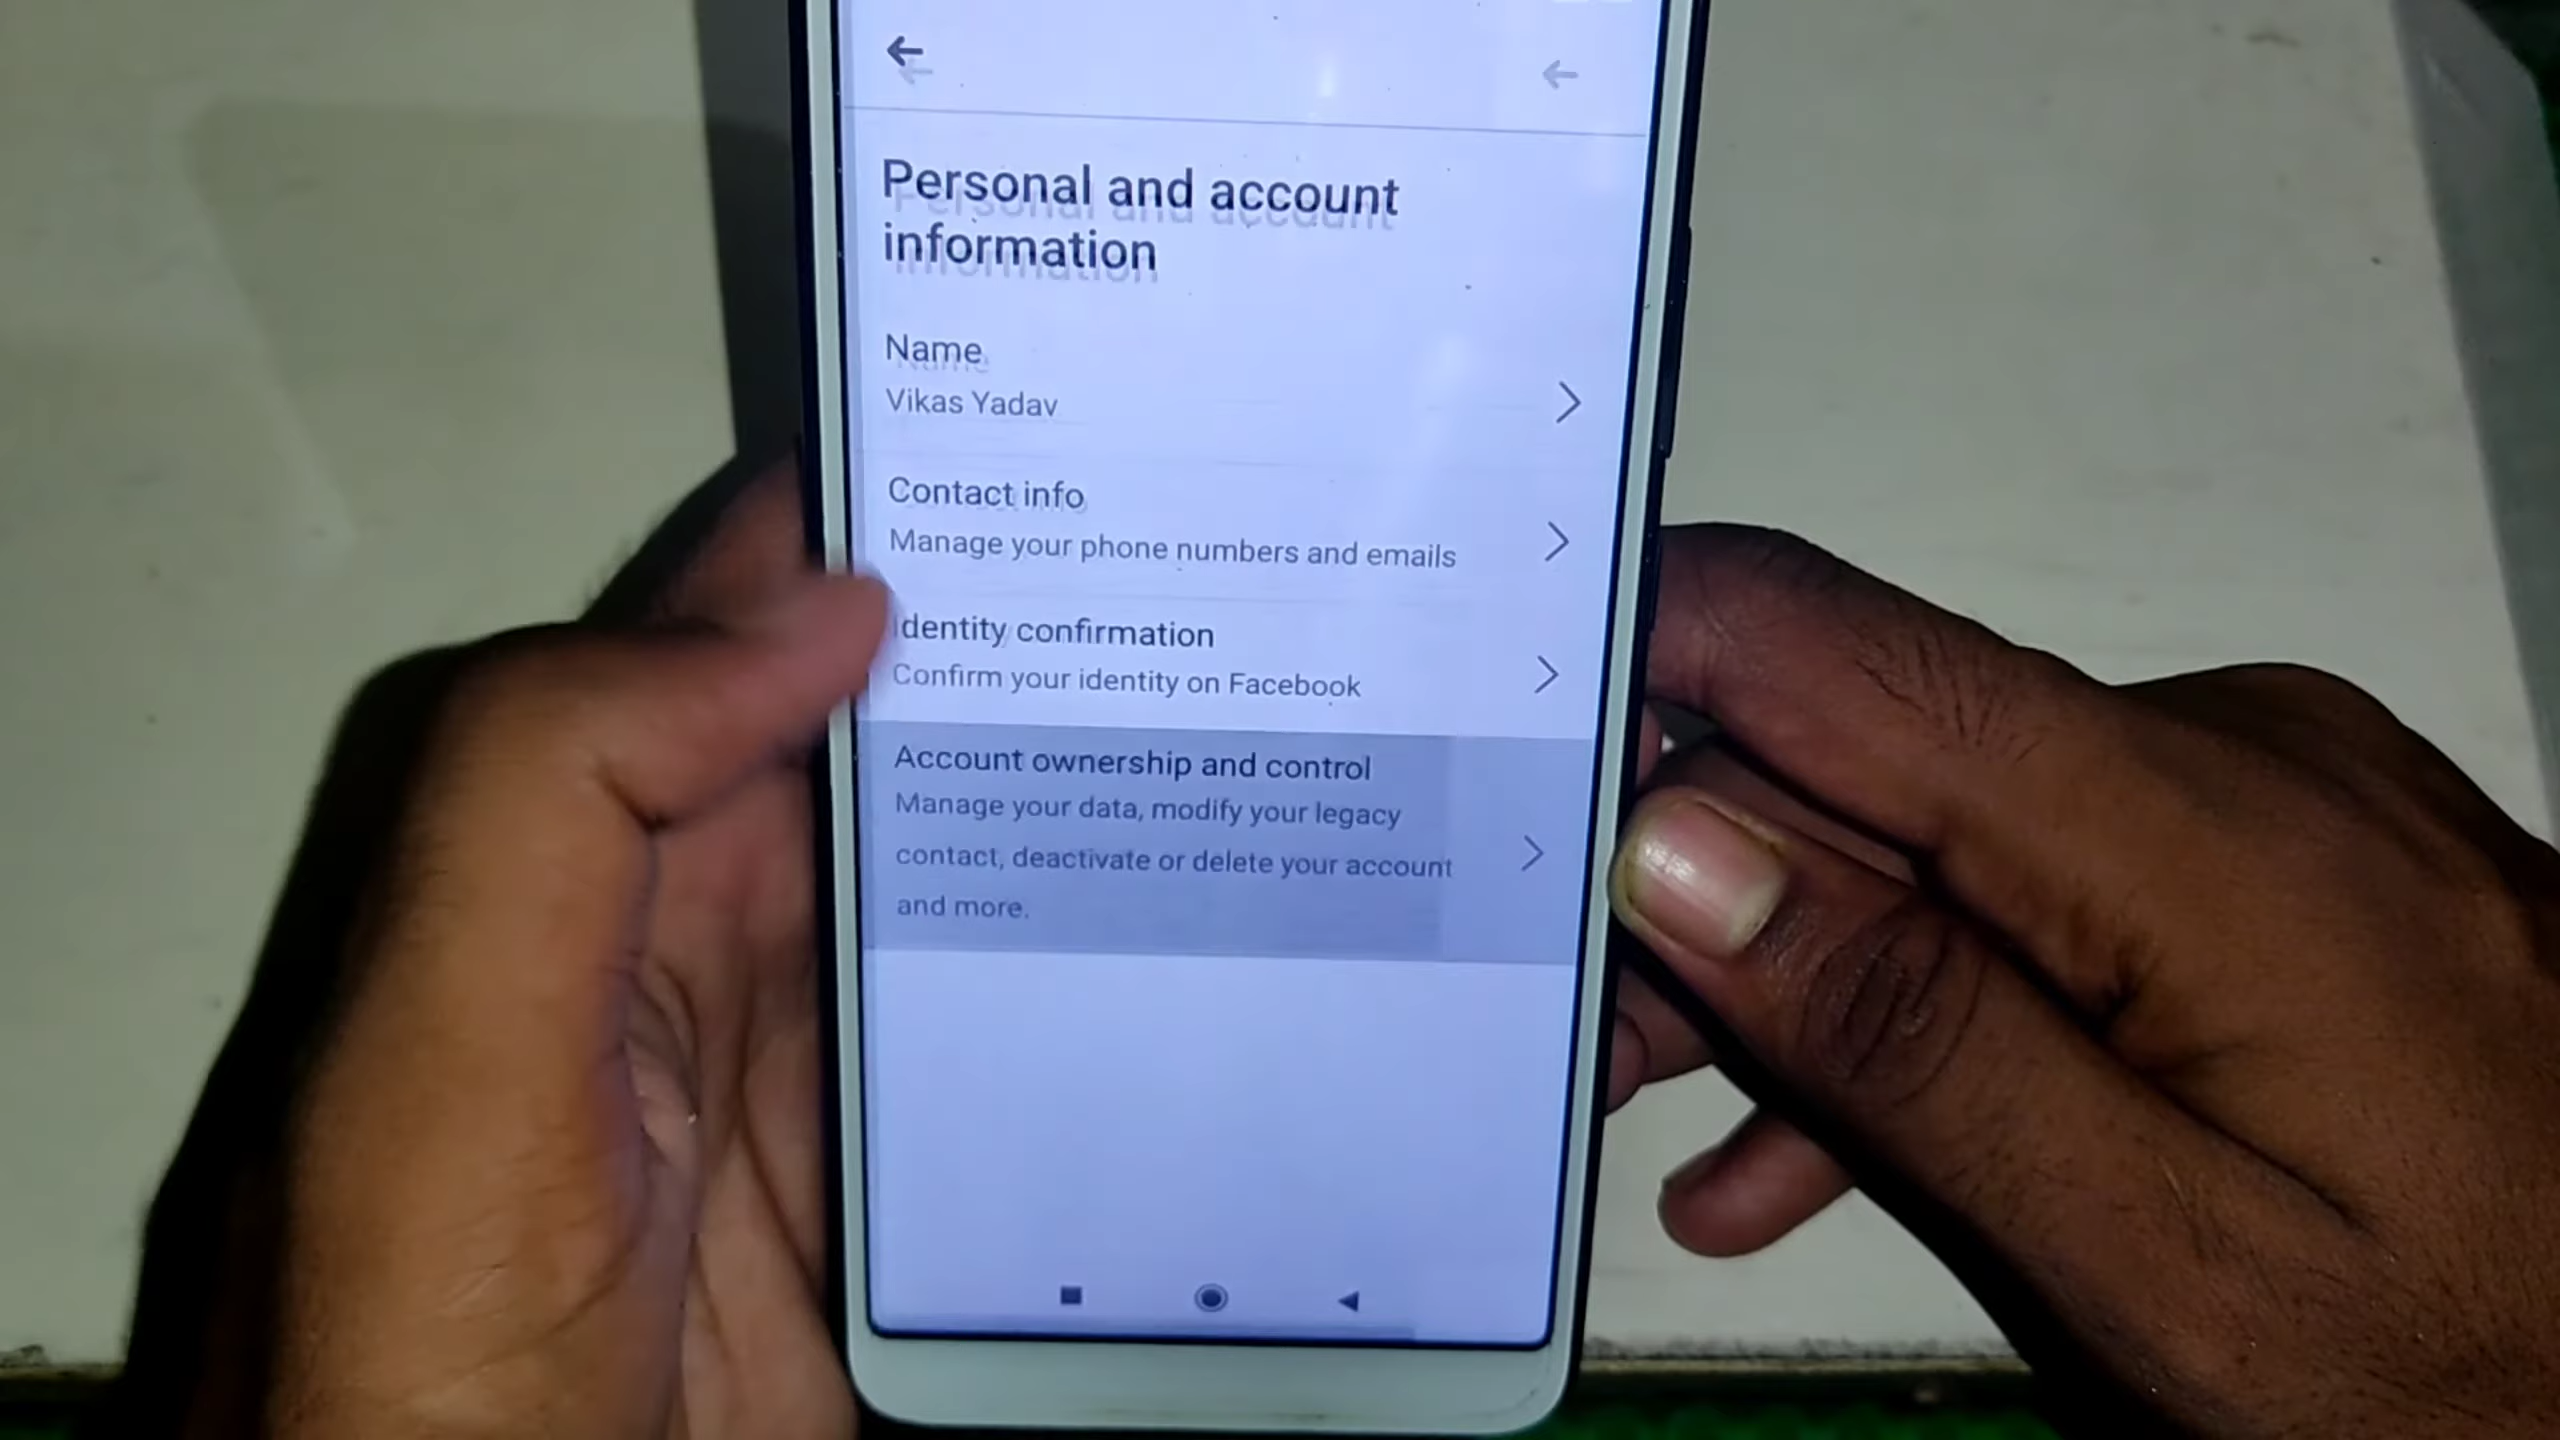 Personal and account
information
Name
Vikas Yadav
Contact info
Manage your phone numbers and emails
Identity confirmation
Confirm your identity on Facebook
Account ownership and control
Manage your data, modify your legacy
contact, deactivate or delete your account
and more.